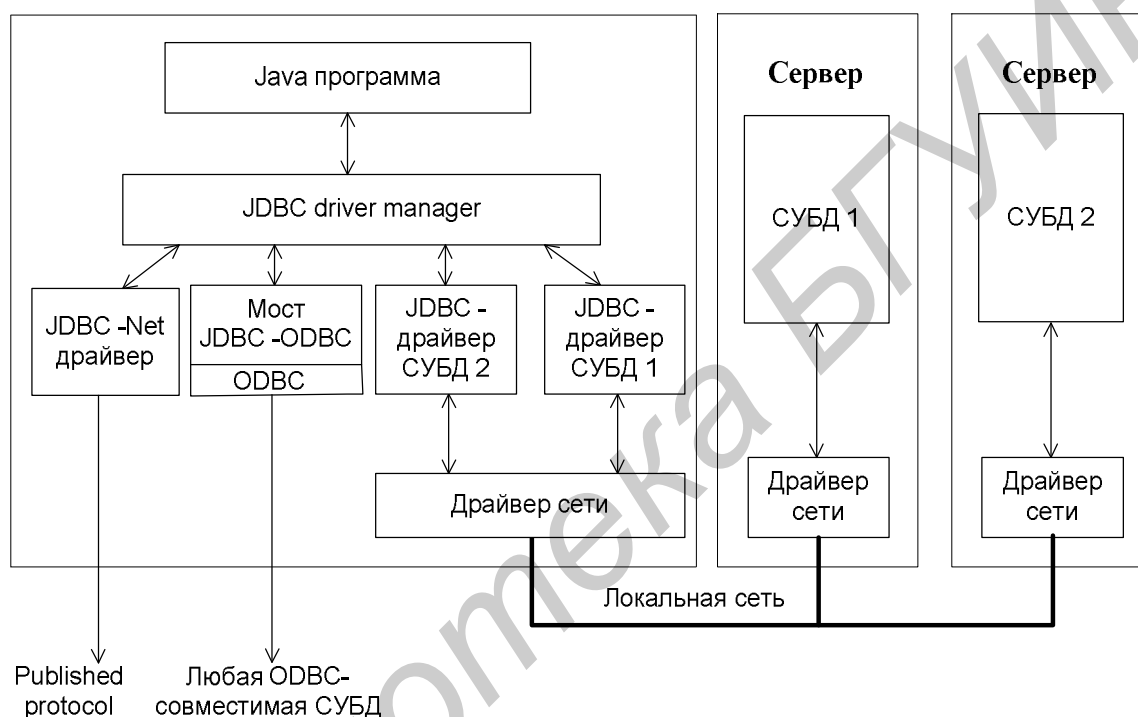 Java программа
JDBC driver manager
JDBC -Net
драйвер
Мост
JDBC -ODBC
ODBC
JDBC -
драйвер
СУБД 2
JDBC -
драйвер
СУБД 1
Драйвер сети
Сервер
СУБД 1
Драйвер
сети
Сервер
СУБД 2
Драйвер
сети
Локальная сеть
Published
protocol
Любая ODBC-
совместимая СУБД